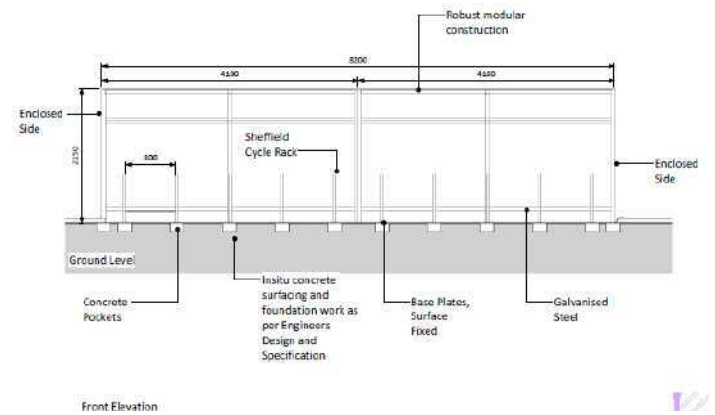 Robust modular
construction
8200
4100
4100
Enclosed
Side
2150
Sheffield
Cycle Rack
800
Enclosed
Side
Ground Level
Concrete
Pockets
Insitu concrete
surfacing and
foundation work as
per Engineers
Design and
Specification
Base Plates,
Surface
Fixed
Galvanised
Steel
Front Elevation